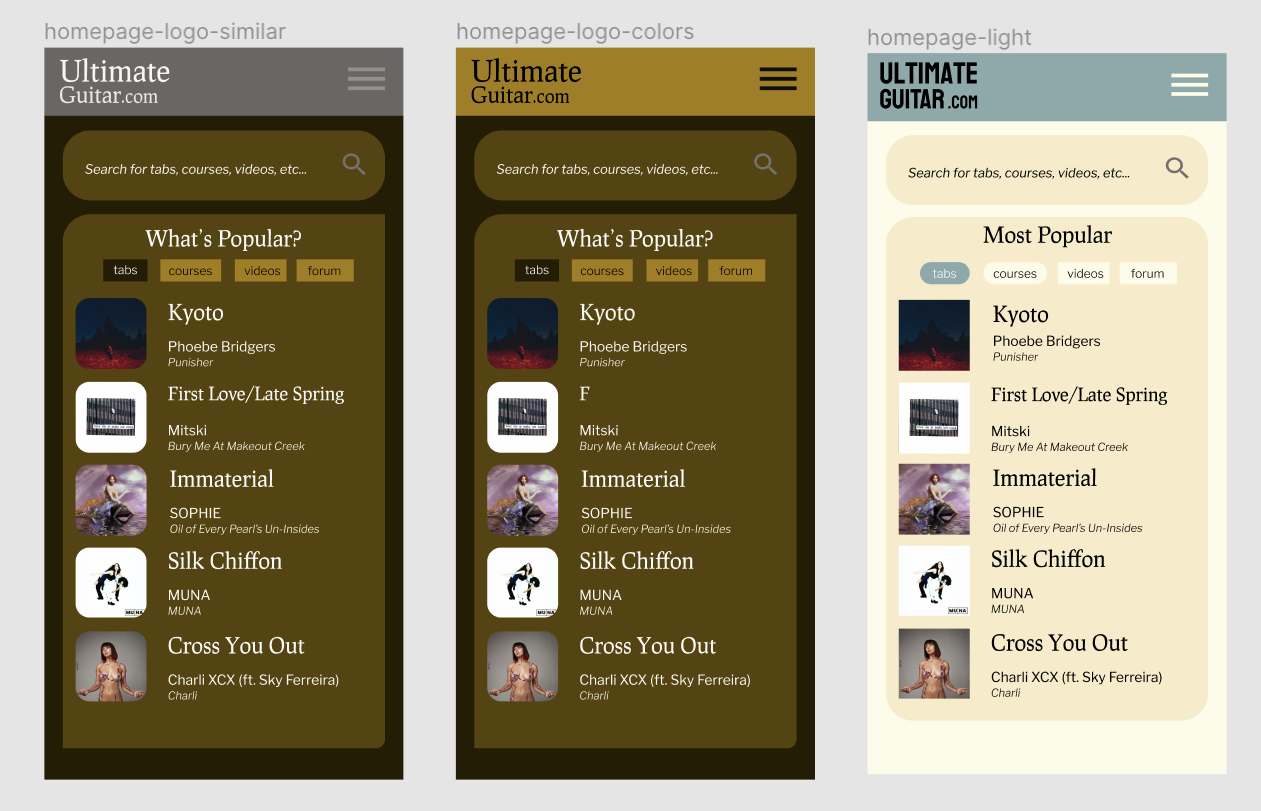 homepage-logo-similar
Ultimate
Guitar.com
Search for tabs, courses, videos, etc...
What's Popular?
tabs courses videos forum
Kyoto
Phoebe Bridgers
Punisher
First Love/Late Spring
Mitski
Bury Me At Makeout Creek
Immaterial
SOPHIE
Oil of Every Pearl's Un-Insides
Silk Chiffon
MUNA
MUNA
MUNA
Cross You Out
Charli XCX (ft. Sky Ferreira)
Charli
homepage-logo-colors
Ultimate
Guitar.com
Search for tabs, courses, videos, etc...
What's Popular?
tabs courses videos forum
Kyoto
Phoebe Bridgers
Punisher
F
Mitski
Bury Me At Makeout Creek
Immaterial
SOPHIE
Oil of Every Pearl's Un-Insides
Silk Chiffon
MUNA
MUNA
MUNA
Cross You Out
Charli XCX (ft. Sky Ferreira)
Charli
homepage-light
ULTIMATE
GUITAR.COM
Search for tabs, courses, videos, etc...
Most Popular
tabs courses videos forum
Kyoto
Phoebe Bridgers
Punisher
First Love/Late Spring
Mitski
Bury Me At Makeout Creek
Immaterial
SOPHIE
Oil of Every Pearl's Un-Insides
Silk Chiffon
MUNA
MUNA
MUNA
Cross You Out
Charli XCX (ft. Sky Ferreira)
Charli